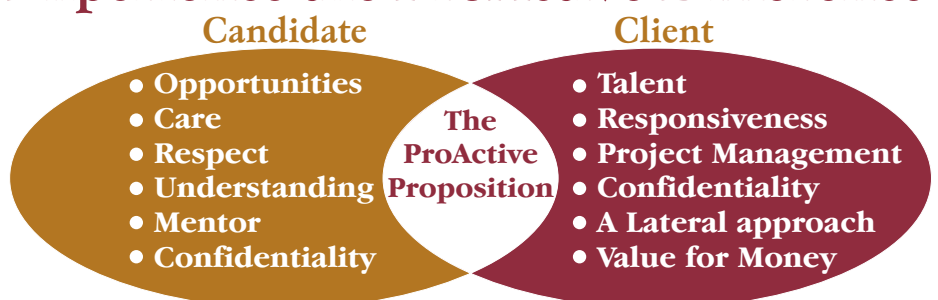 Candidate
Client
• Opportunities
• Care
• Respect
• Understanding
• Mentor
• Confidentiality
The
ProActive
Proposition
• Talent
• Responsiveness
• Project Management
• Confidentiality
• A Lateral approach
• Value for Money